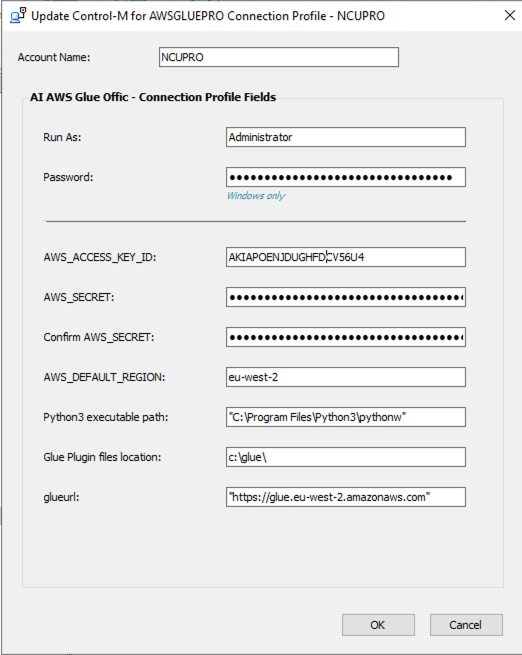 Update Control-M for AWSGLUEPRO Connection Profile - NCUPRO
Account Name: NCUPRO
AI AWS Glue Offic - Connection Profile Fields
Run As: Administrator
Password: ●●●●●●●●●●●●●●●●●●●●●●●●●●●●●●
Windows only
AWS_ACCESS_KEY_ID: AKIAPOENJDUGHFDCV56U4
AWS_SECRET: ●●●●●●●●●●●●●●●●●●●●●●●●●●●●●●●
Confirm AWS_SECRET: ●●●●●●●●●●●●●●●●●●●●●●●●●●●●●●●
AWS_DEFAULT_REGION: eu-west-2
Python3 executable path: "C:\Program Files\Python3\pythonw"
Glue Plugin files location: c:\glue\
glueurl: "https://glue.eu-west-2.amazonaws.com"
OK Cancel